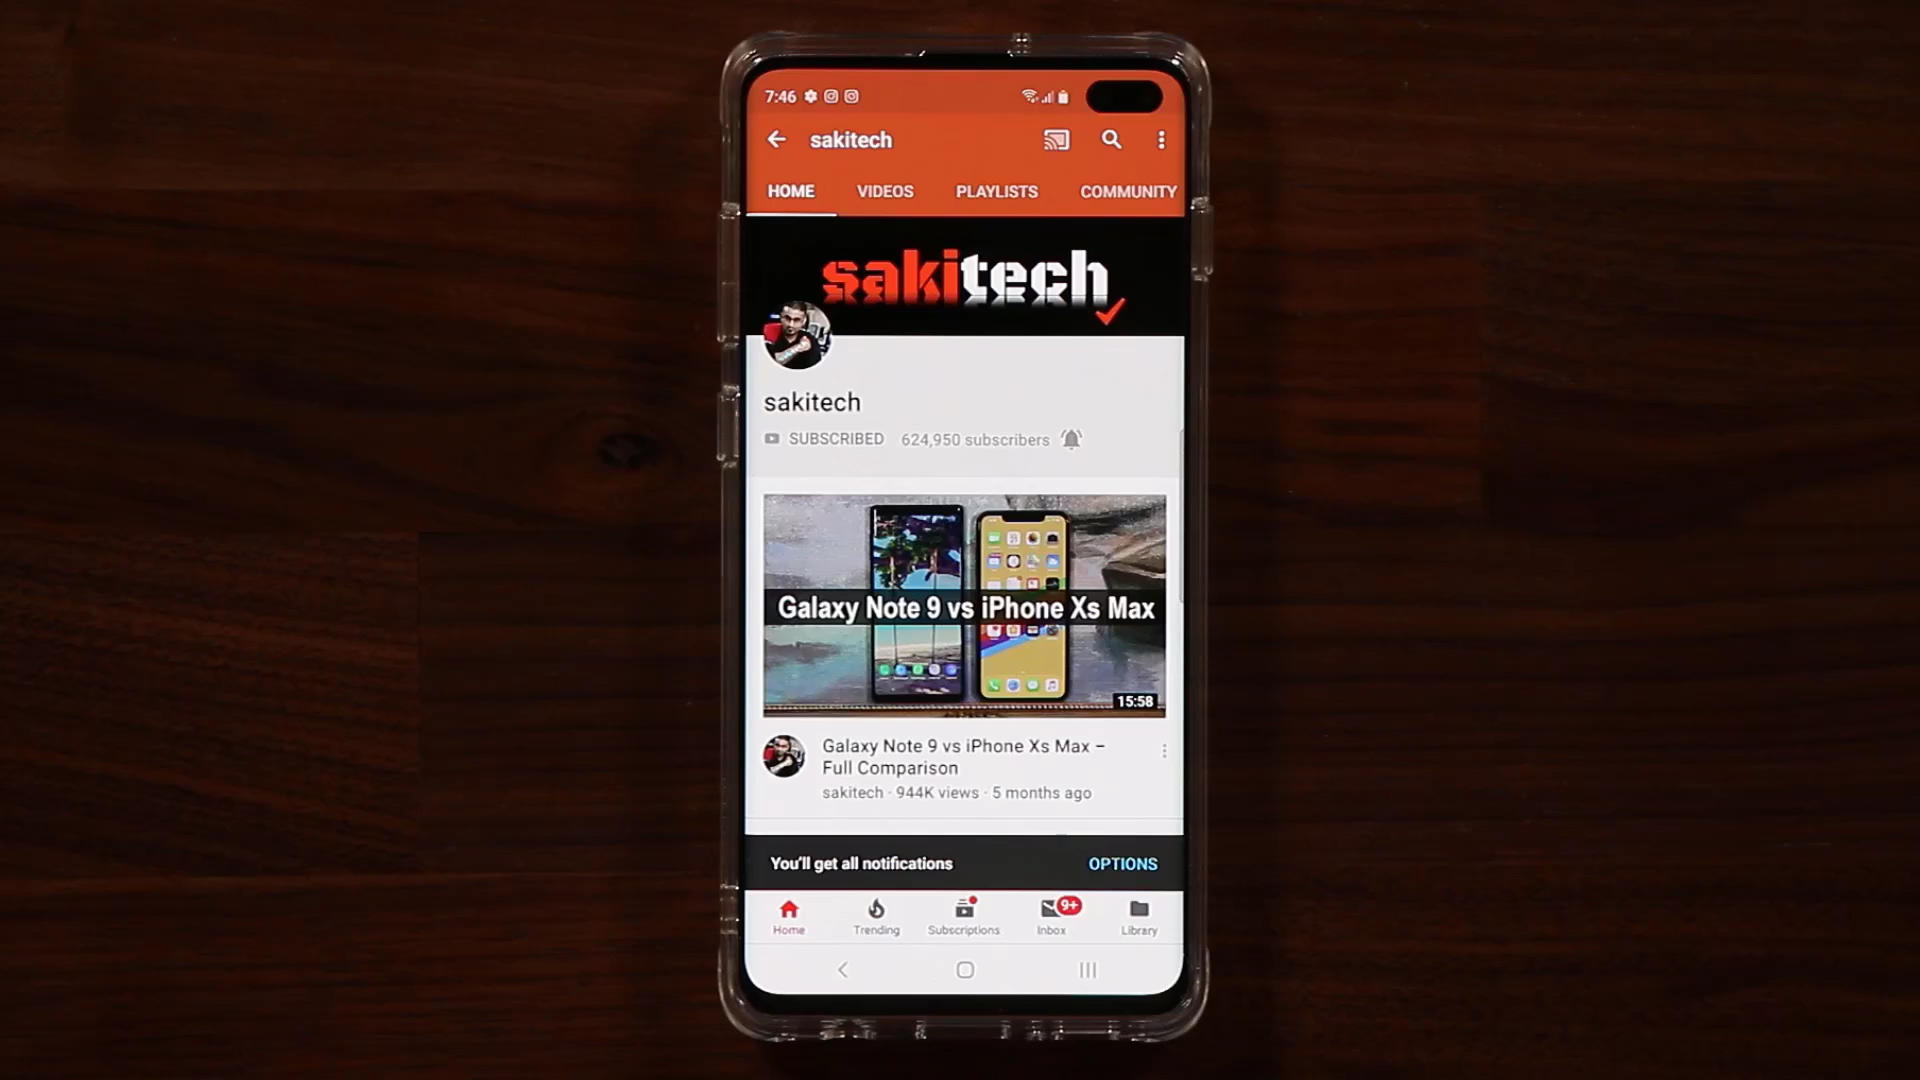 7:46
sakitech
HOME VIDEOS PLAYLISTS COMMUNITY
sakitech
sakitech
SUBSCRIBED 624,950 subscribers
Galaxy Note 9 vs iPhone Xs Max
15:58
Galaxy Note 9 vs iPhone Xs Max –
Full Comparison
sakitech · 944K views · 5 months ago
You'll get all notifications OPTIONS
9+
Home Trending Subscriptions Inbox Library